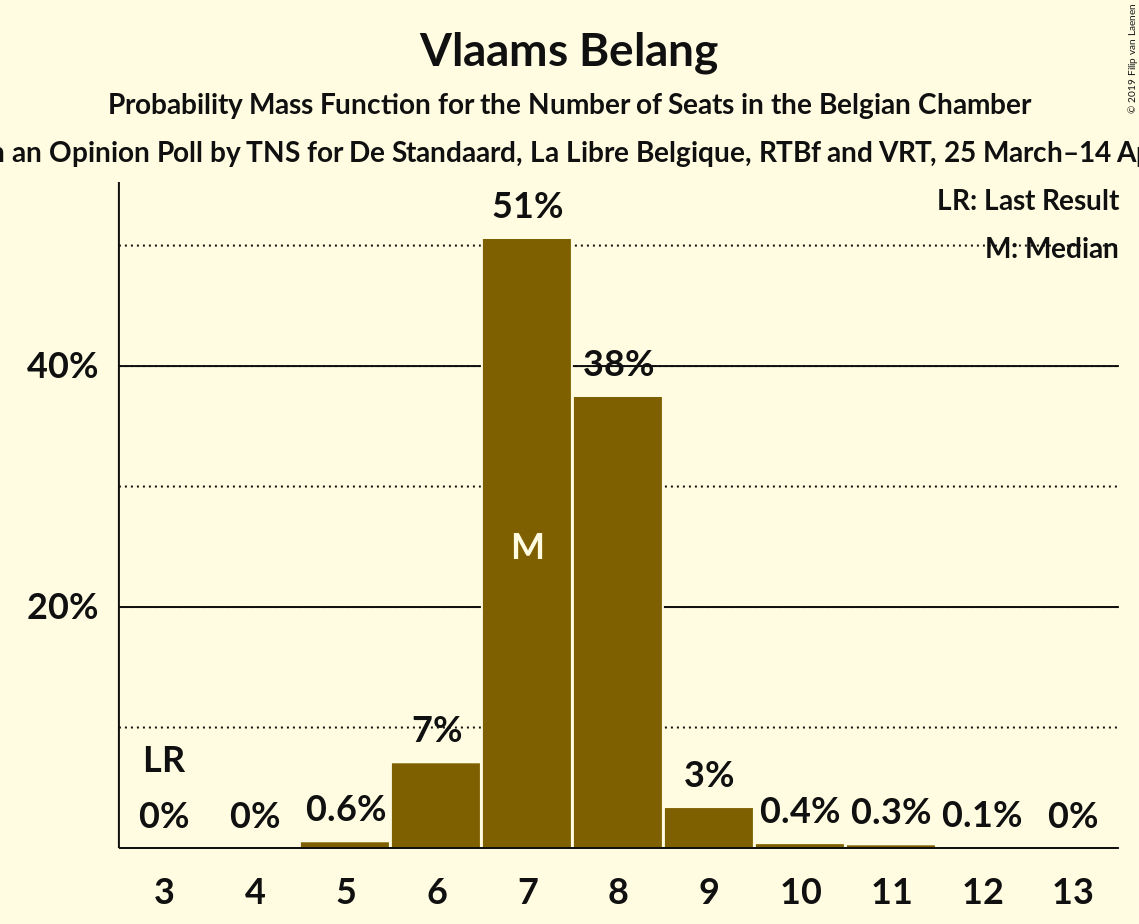 © 2019 Filip van Laenen
Vlaams Belang
Probability Mass Function for the Number of Seats in the Belgian Chamber
an Opinion Poll by TNS for De Standaard, La Libre Belgique, RTBf and VRT, 25 March–14
LR: Last Result
M: Median
51%
40%
38%
M
20%
7%
LR
3%
0% 0% 0.6% 0.4% 0.3% 0.1% 0%
3 4 5 6 7 8 9 10 11 12 13